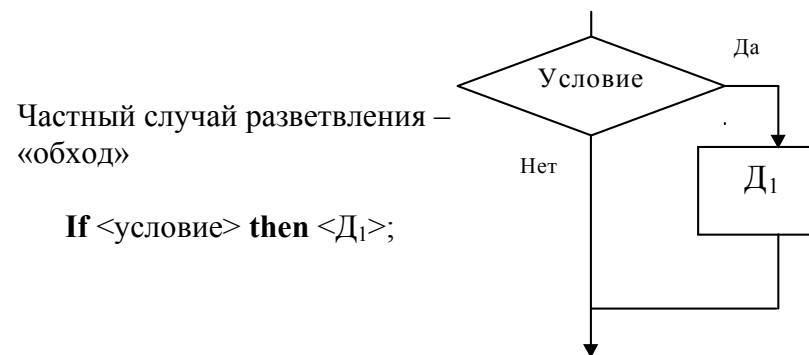 Частный случай разветвления –
«обход»
If <условие> then <Д₁>;
Условие
Да
Нет
Д₁